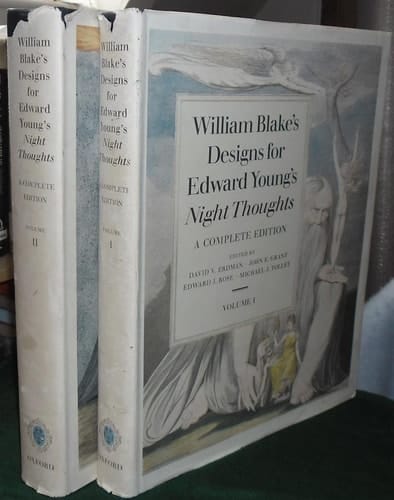 William
Blake's
Designs
for
Edward
Young's
Night
Thoughts
A COMPLETE
EDITION
VOLUME
II
OXFORD
William
Blake's
Designs
for
Edward
Young's
Night
Thoughts
A COMPLETE
EDITION
VOLUME
I
OXFORD
William Blake's
Designs for
Edward Young's
Night Thoughts
A COMPLETE EDITION
EDITED BY
DAVID V. ERDMAN · JOHN E. GRANT
EDWARD J. ROSE · MICHAEL J. TOLLEY
VOLUME I